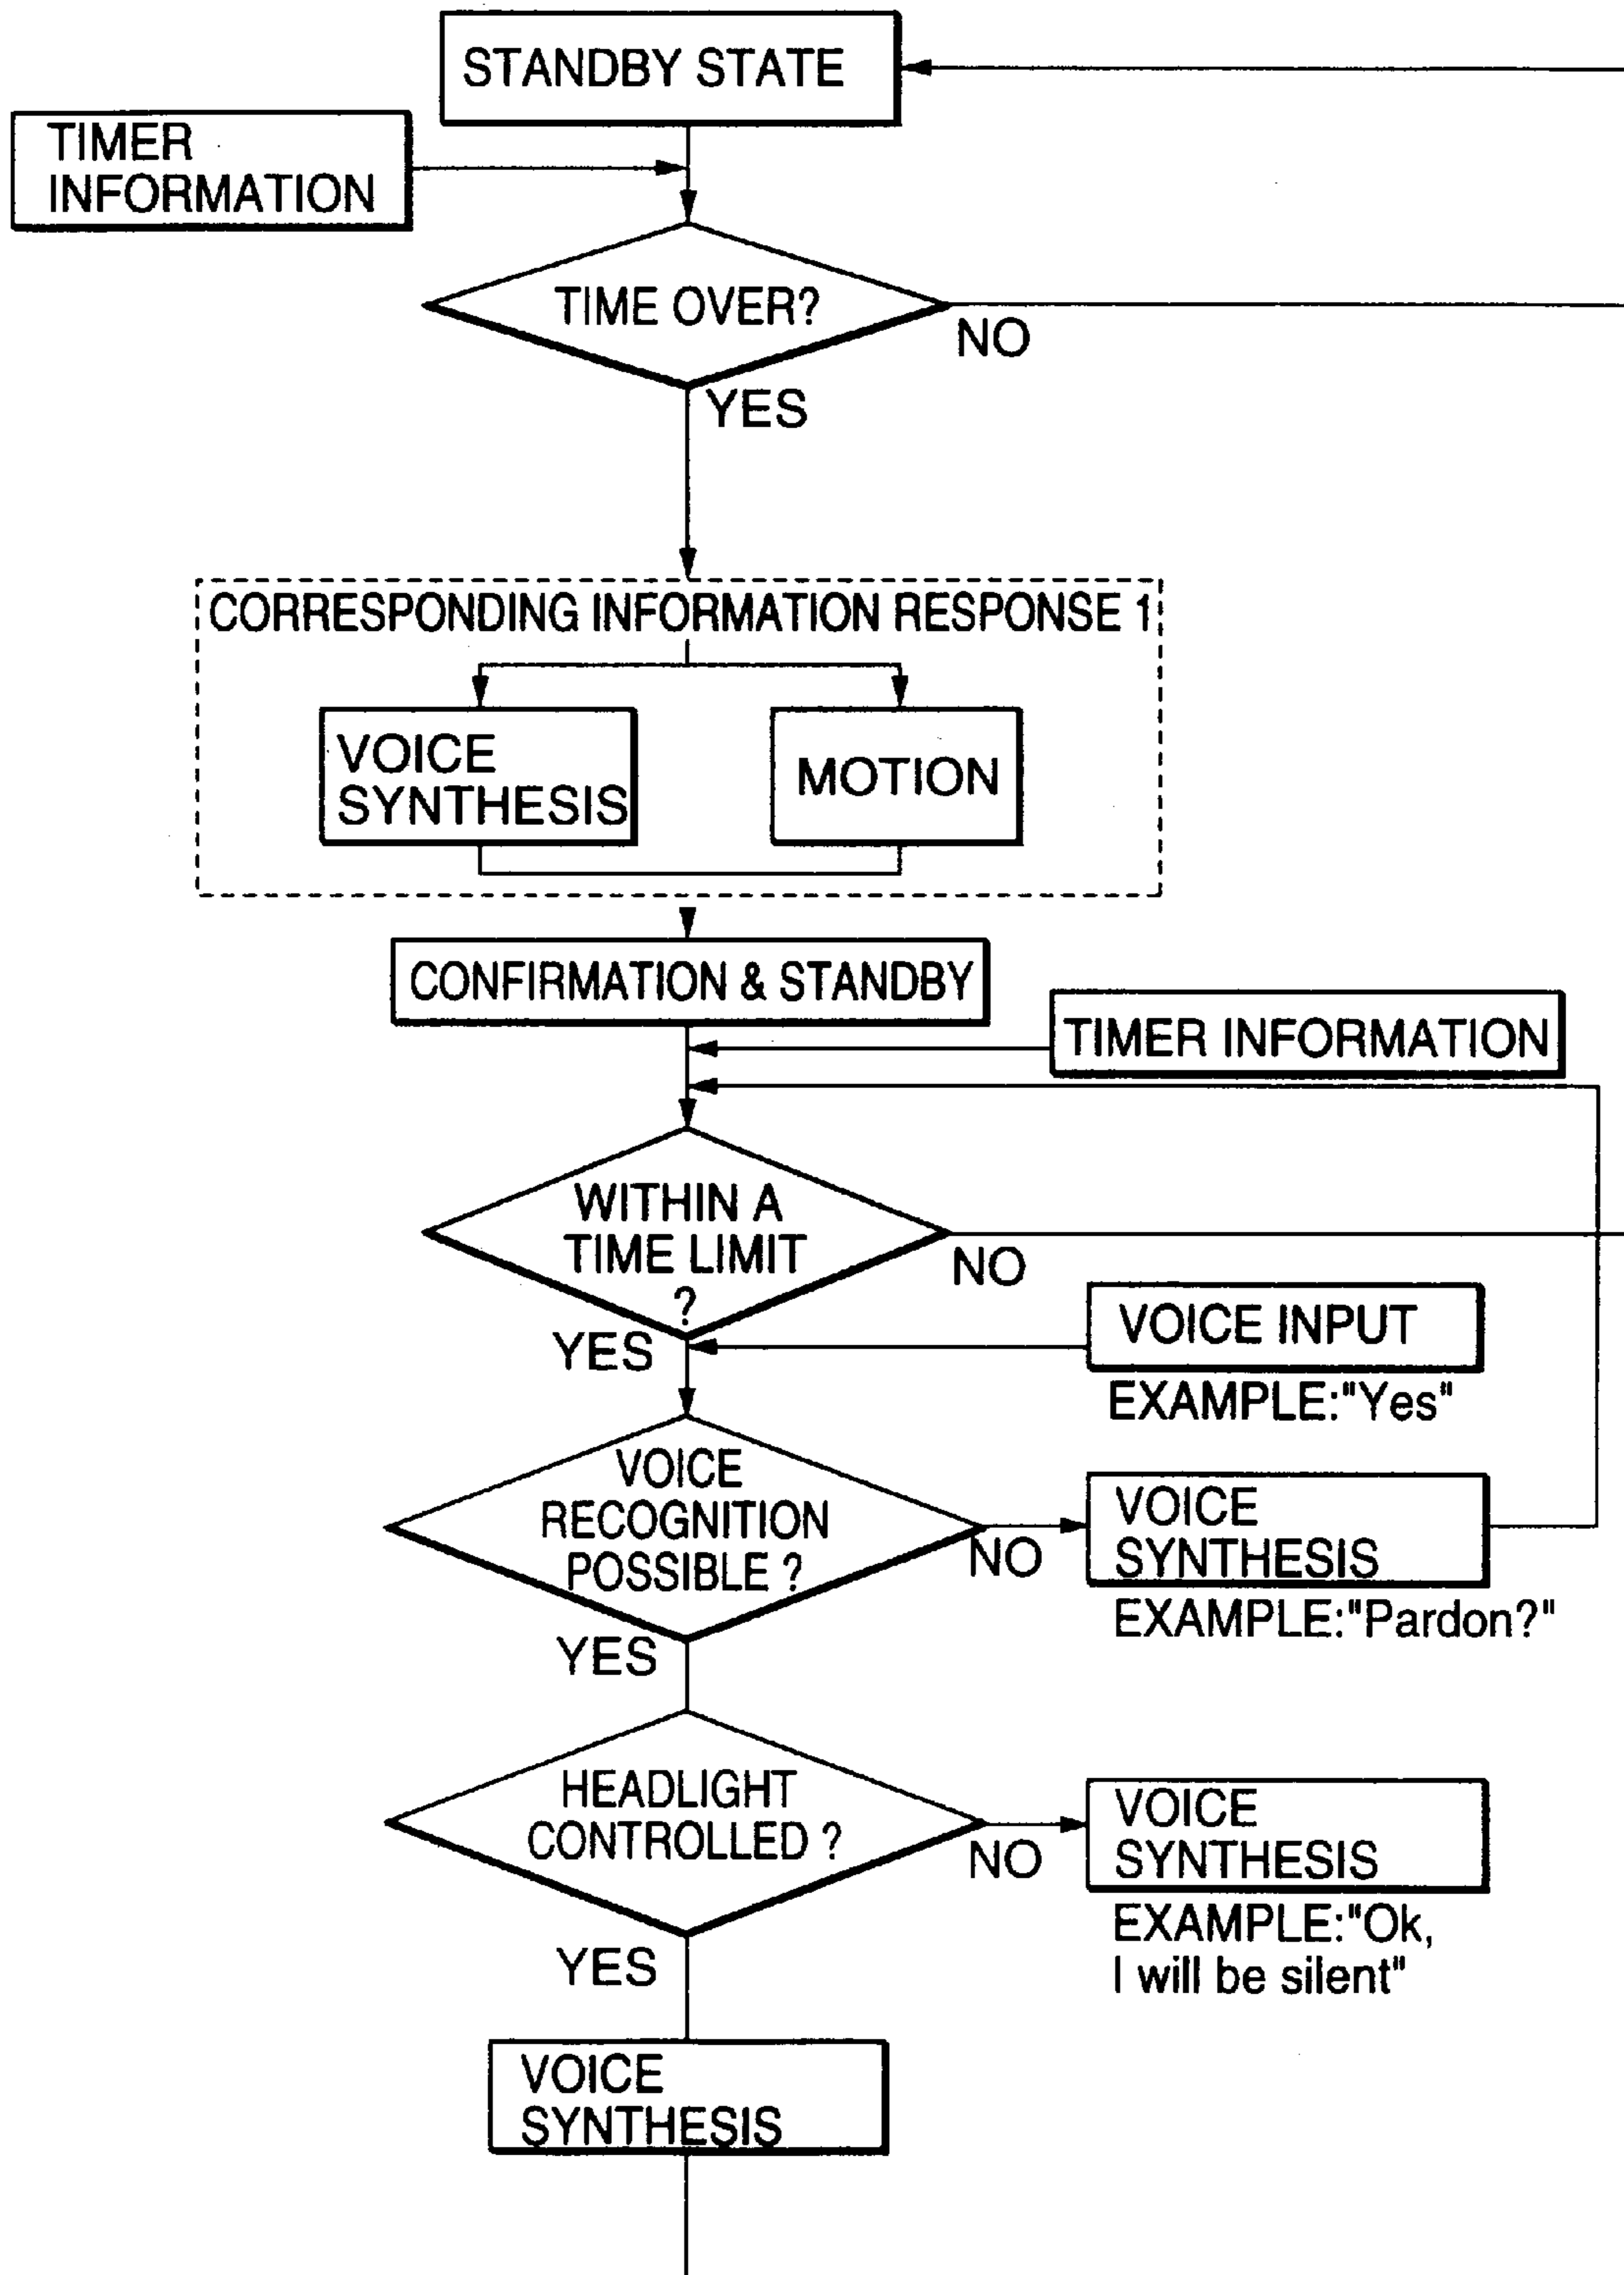 STANDBY STATE
TIMER
INFORMATION
TIME OVER?
NO
YES
CORRESPONDING INFORMATION RESPONSE 1
VOICE
SYNTHESIS
MOTION
CONFIRMATION & STANDBY
TIMER INFORMATION
WITHIN A
TIME LIMIT
?
NO
YES
VOICE INPUT
EXAMPLE:"Yes"
VOICE
RECOGNITION
POSSIBLE ?
NO
VOICE
SYNTHESIS
EXAMPLE:"Pardon?"
YES
HEADLIGHT
CONTROLLED ?
NO
VOICE
SYNTHESIS
EXAMPLE:"Ok,
I will be silent"
YES
VOICE
SYNTHESIS